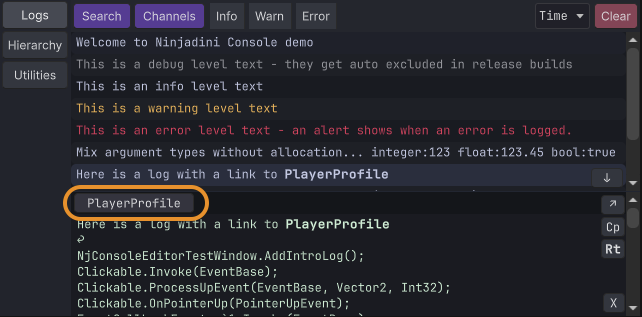 Logs
Search
Channels
Info
Warn
Error
Time
Clear
Hierarchy
Utilities
Welcome to Ninjadini Console demo
This is a debug level text - they get auto excluded in release builds
This is an info level text
This is a warning level text
This is an error level text - an alert shows when an error is logged.
Mix argument types without allocation... integer:123 float:123.45 bool:true
Here is a log with a link to PlayerProfile
↓
PlayerProfile
↗
Here is a log with a link to PlayerProfile
Cp
NjConsoleEditorTestWindow.AddIntroLog();
Rt
Clickable.Invoke(EventBase);
Clickable.ProcessUpEvent(EventBase, Vector2, Int32);
Clickable.OnPointerUp(PointerUpEvent);
X